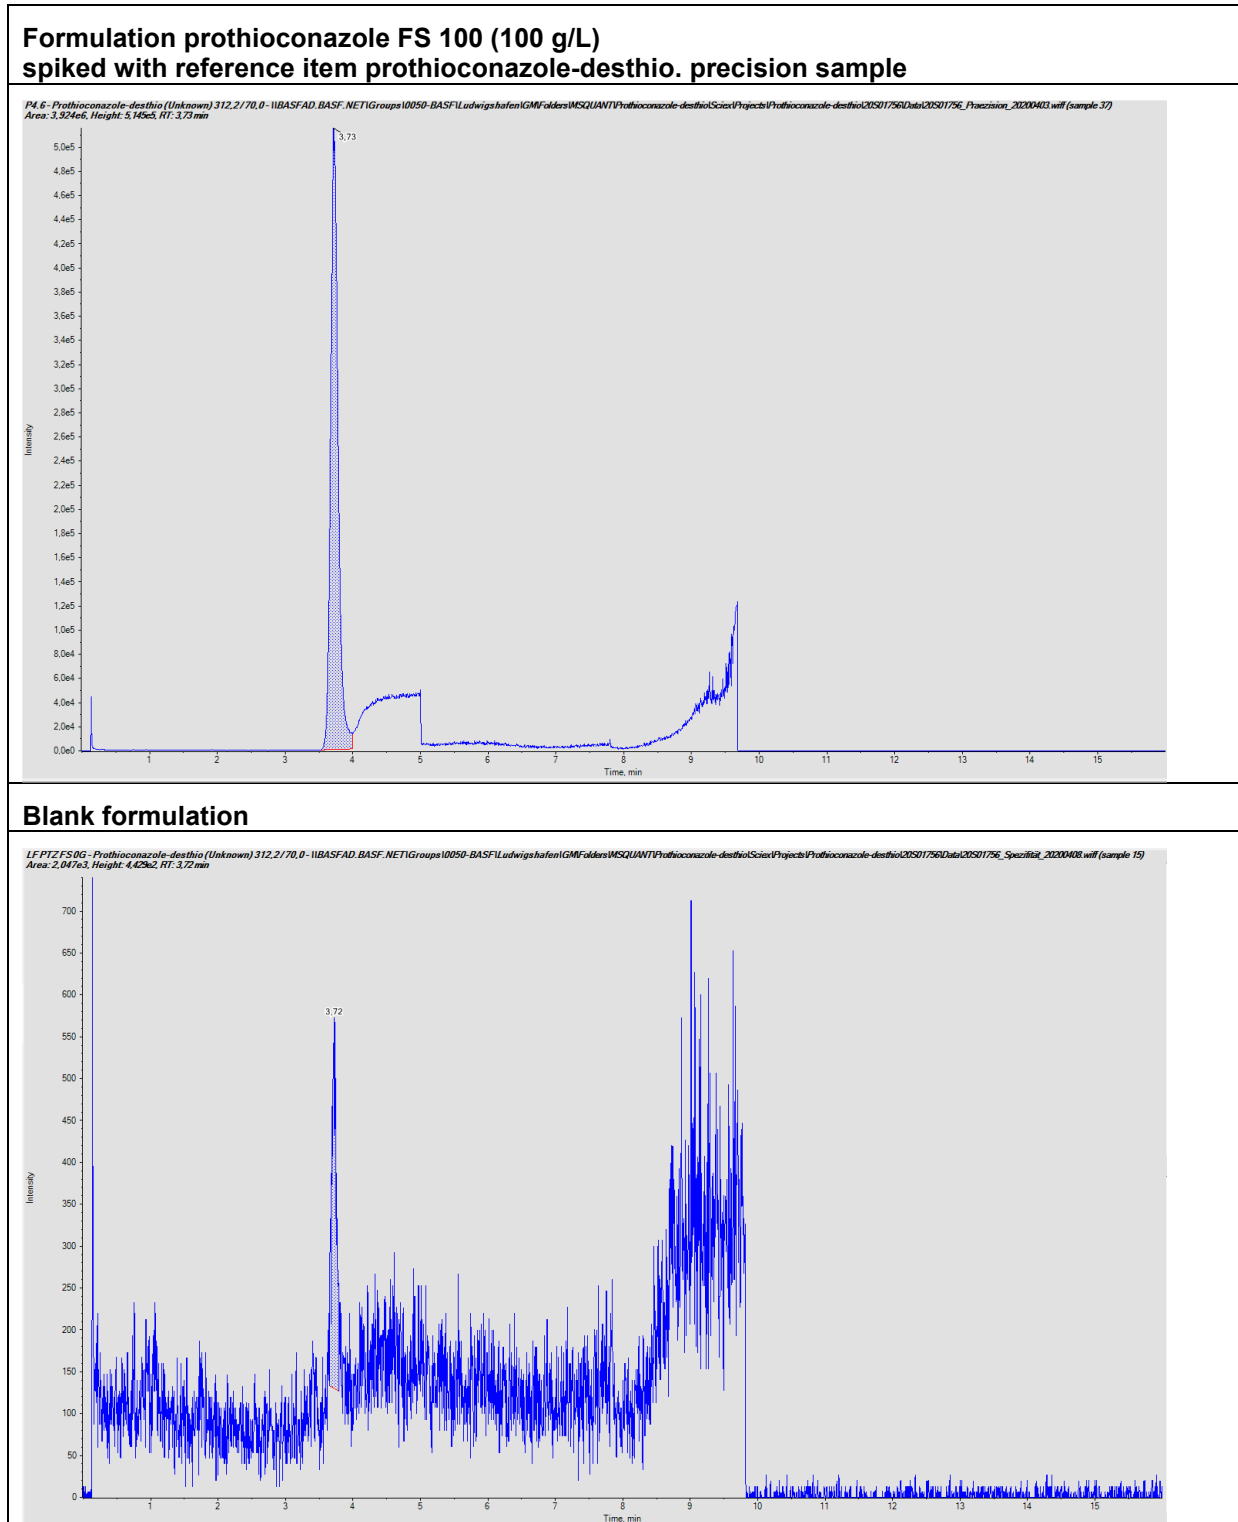 Formulation prothioconazole FS 100 (100 g/L)
spiked with reference item prothioconazole-desthio. precision sample
P4.6 - Prothioconazole-desthio (Unknown) 312,2 / 70,0 - \\BASFAD.BASF.NET\Groups\0050-BASF\Ludwigshafen\GM\Folders\MSQUANT\Prothioconazole-desthio\Sciex\Projects\Prothioconazole-desthio\20S01756\Data\20S01756_Praezision_20200403.wiff (sample 37)
Area: 3,924e6, Height: 5,145e5, RT: 3,73 min
3,73
5,0e5
4,8e5
4,6e5
4,4e5
4,2e5
4,0e5
3,8e5
3,6e5
3,4e5
3,2e5
3,0e5
2,8e5
2,6e5
2,4e5
2,2e5
2,0e5
1,8e5
1,6e5
1,4e5
1,2e5
1,0e5
8,0e4
6,0e4
4,0e4
2,0e4
0,0e0
Intensity
1 2 3 4 5 6 7 8 9 10 11 12 13 14 15
Time, min
Blank formulation
LF PTZ FS 0G - Prothioconazole-desthio (Unknown) 312,2 / 70,0 - \\BASFAD.BASF.NET\Groups\0050-BASF\Ludwigshafen\GM\Folders\MSQUANT\Prothioconazole-desthio\Sciex\Projects\Prothioconazole-desthio\20S01756\Data\20S01756_Spezifität_20200408.wiff (sample 15)
Area: 2,047e3, Height: 4,429e2, RT: 3,72 min
3,72
700
650
600
550
500
450
400
350
300
250
200
150
100
50
0
Intensity
1 2 3 4 5 6 7 8 9 10 11 12 13 14 15
Time, min